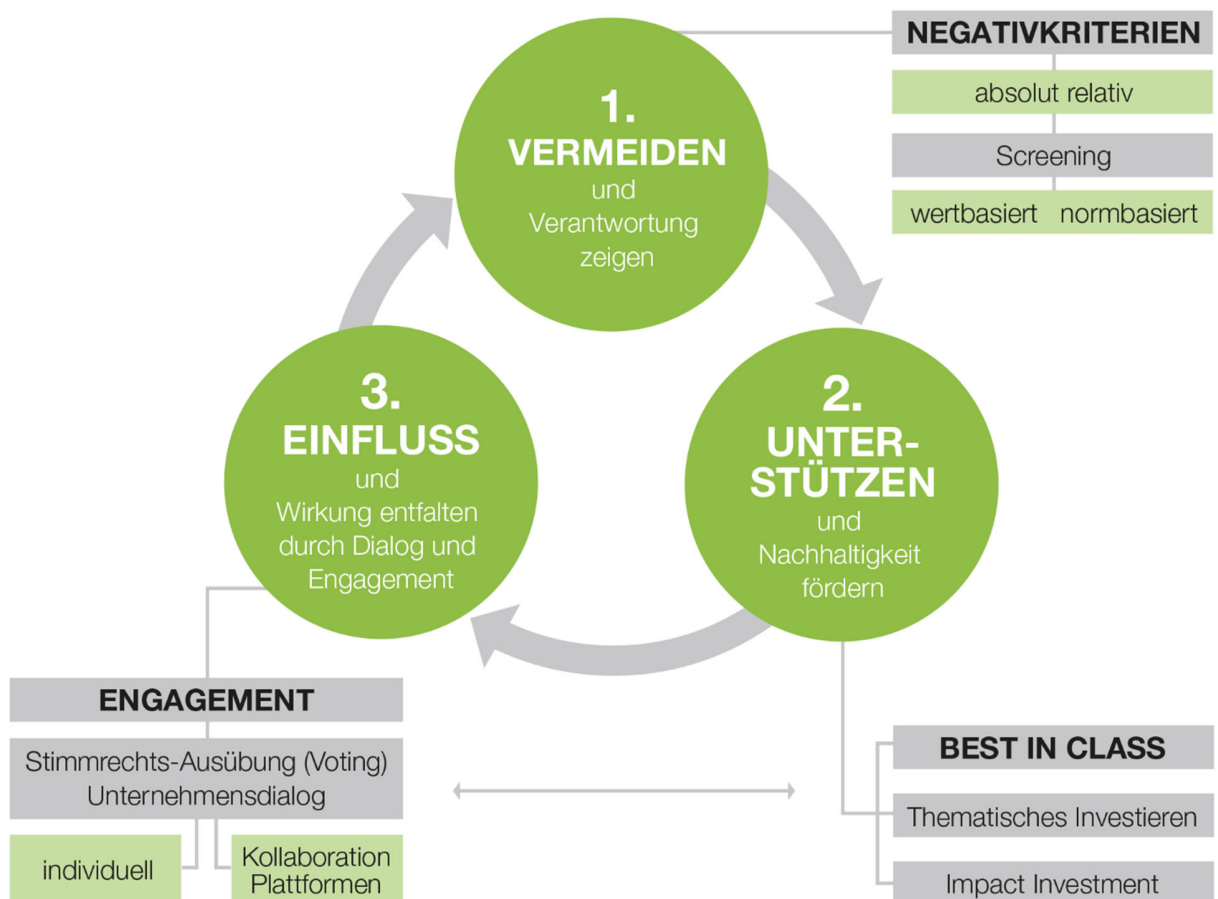 NEGATIVKRITERIEN
absolut relativ
Screening
wertbasiert normbasiert
1.
VERMEIDEN
und
Verantwortung
zeigen
2.
UNTER-
STÜTZEN
und
Nachhaltigkeit
fördern
3.
EINFLUSS
und
Wirkung entfalten
durch Dialog und
Engagement
ENGAGEMENT
Stimmrechts-Ausübung (Voting)
Unternehmensdialog
individuell
Kollaboration
Plattformen
BEST IN CLASS
Thematisches Investieren
Impact Investment